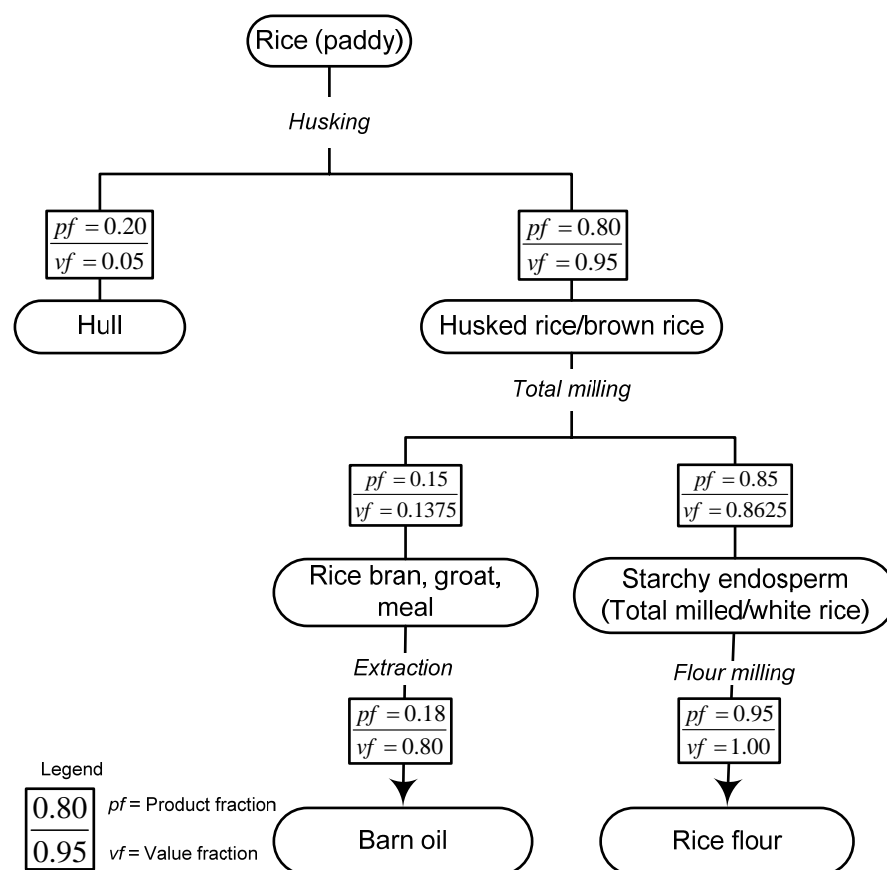 Rice (paddy)
Husking
pf = 0.20
vf = 0.05
pf = 0.80
vf = 0.95
Hull
Husked rice/brown rice
Total milling
pf = 0.15
vf = 0.1375
pf = 0.85
vf = 0.8625
Rice bran, groat,
meal
Starchy endosperm
(Total milled/white rice)
Extraction
Flour milling
pf = 0.18
vf = 0.80
pf = 0.95
vf = 1.00
Legend
0.80
pf = Product fraction
0.95
vf = Value fraction
Barn oil
Rice flour